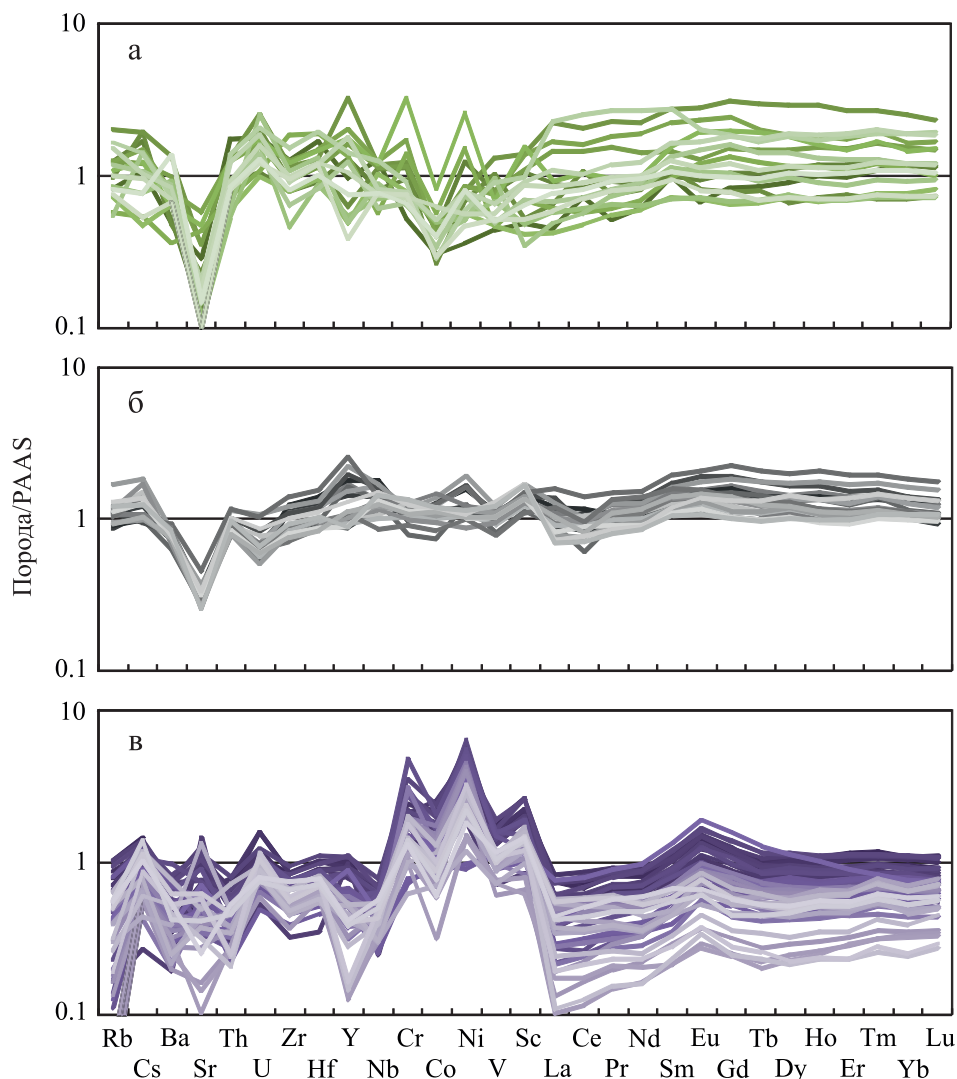 10
а
1
0.1
10
б
1
0.1
Порода/PAAS
10
в
1
0.1
Rb Ba Th Zr Y Cr Ni Sc Ce Nd Eu Tb Ho Tm Lu
Cs Sr U Hf Nb Co V La Pr Sm Gd Dy Er Yb